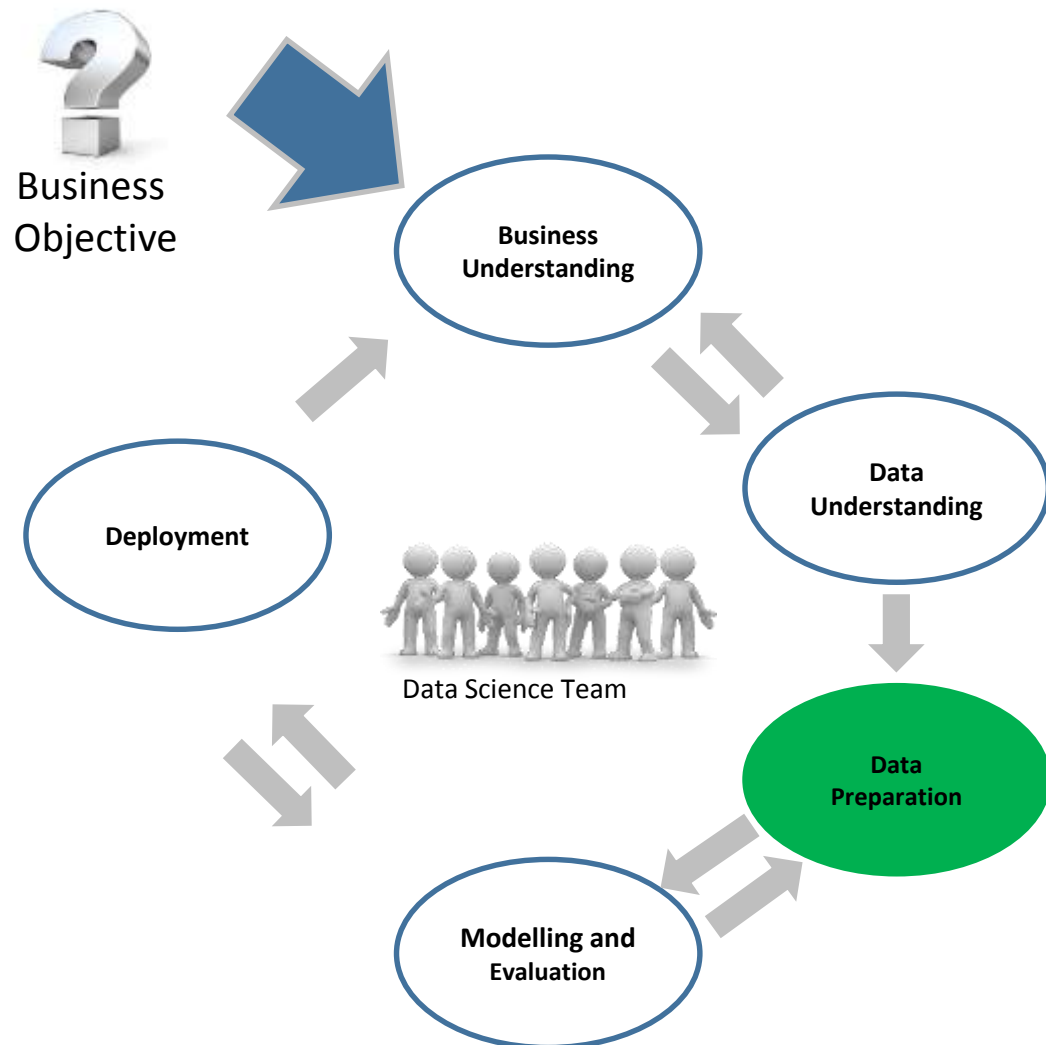 Business
Objective
Business
Understanding
Data
Understanding
Deployment
Data Science Team
Data
Preparation
Modelling and
Evaluation